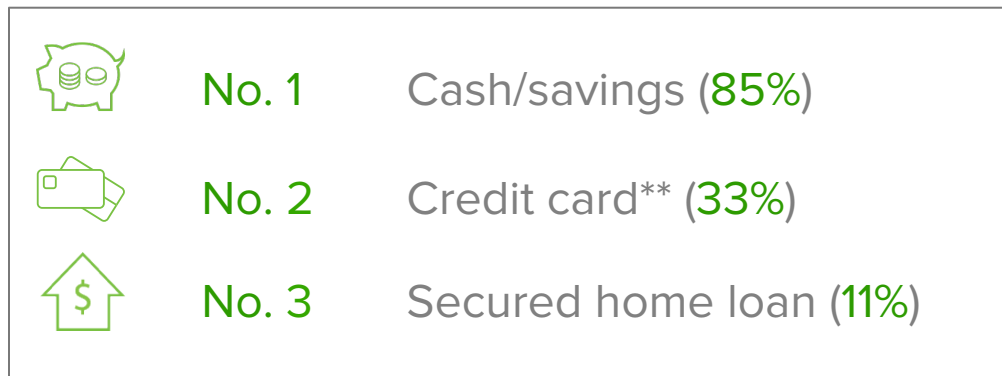 No. 1 Cash/savings (85%)
No. 2 Credit card** (33%)
$ No. 3 Secured home loan (11%)